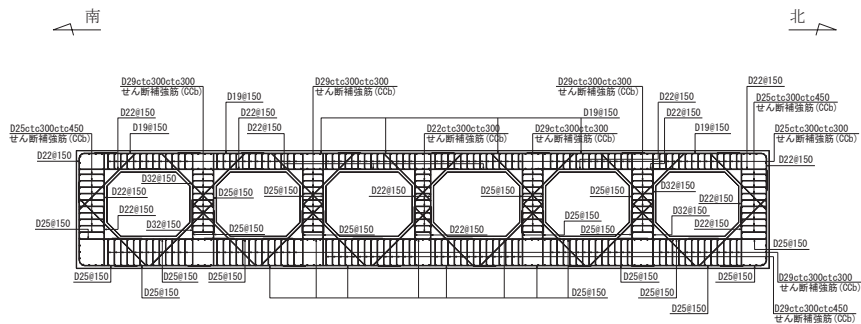 南
北
D29ctc300ctc300
せん断補強筋(CCb)
D29ctc300ctc300
せん断補強筋(CCb)
D29ctc300ctc300
せん断補強筋(CCb)
D22@150
D19@150
D22@150
D25ctc300ctc450
せん断補強筋(CCb)
D22@150
D22@150
D19@150
D22@150
D19@150
D22@150
D25ctc300ctc450
せん断補強筋(CCb)
D22@150
D22ctc300ctc300
せん断補強筋(CCb)
D29ctc300ctc300
せん断補強筋(CCb)
D19@150
D25ctc300ctc300
せん断補強筋(CCb)
D22@150
D22@150
D32@150
D22@150
D25@150
D25@150
D22@150
D25@150
D25@150
D32@150
D22@150
D22@150
D32@150
D32@150
D22@150
D25@150
D25@150
D25@150
D22@150
D25@150
D25@150
D25@150
D25@150
D25@150
D25@150
D25@150
D25@150
D25@150
D25@150
D25@150
D25@150
D25@150
D29ctc300ctc300
せん断補強筋(CCb)
D29ctc300ctc450
せん断補強筋(CCb)